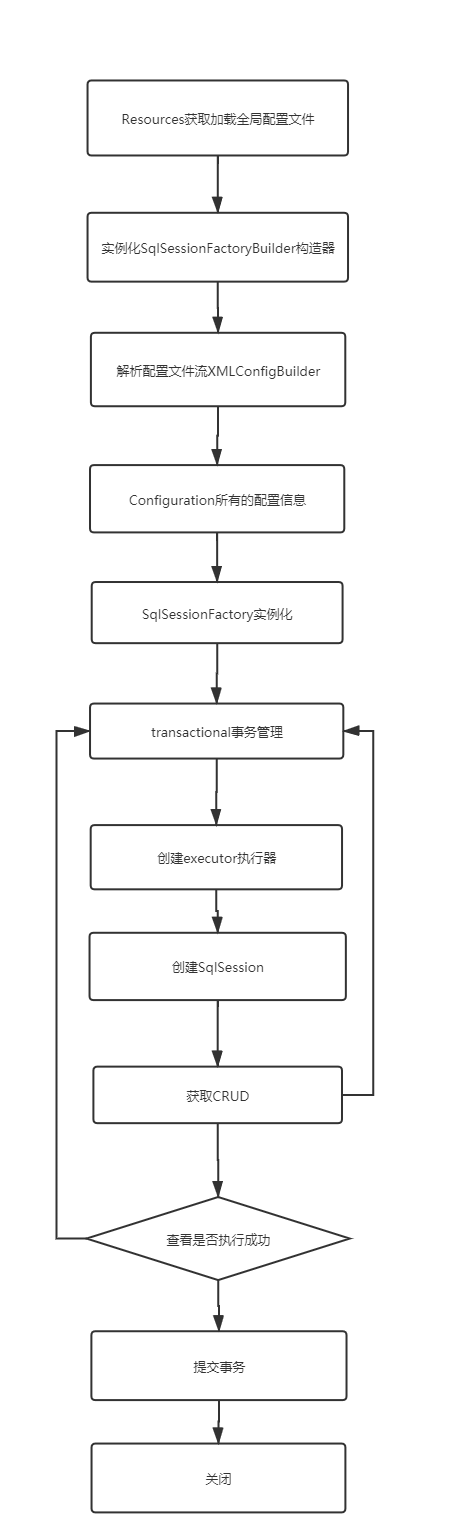 Resources获取加载全局配置文件
实例化SqlSessionFactoryBuilder构造器
解析配置文件流XMLConfigBuilder
Configuration所有的配置信息
SqlSessionFactory实例化
transactional事务管理
创建executor执行器
创建SqlSession
获取CRUD
查看是否执行成功
提交事务
关闭